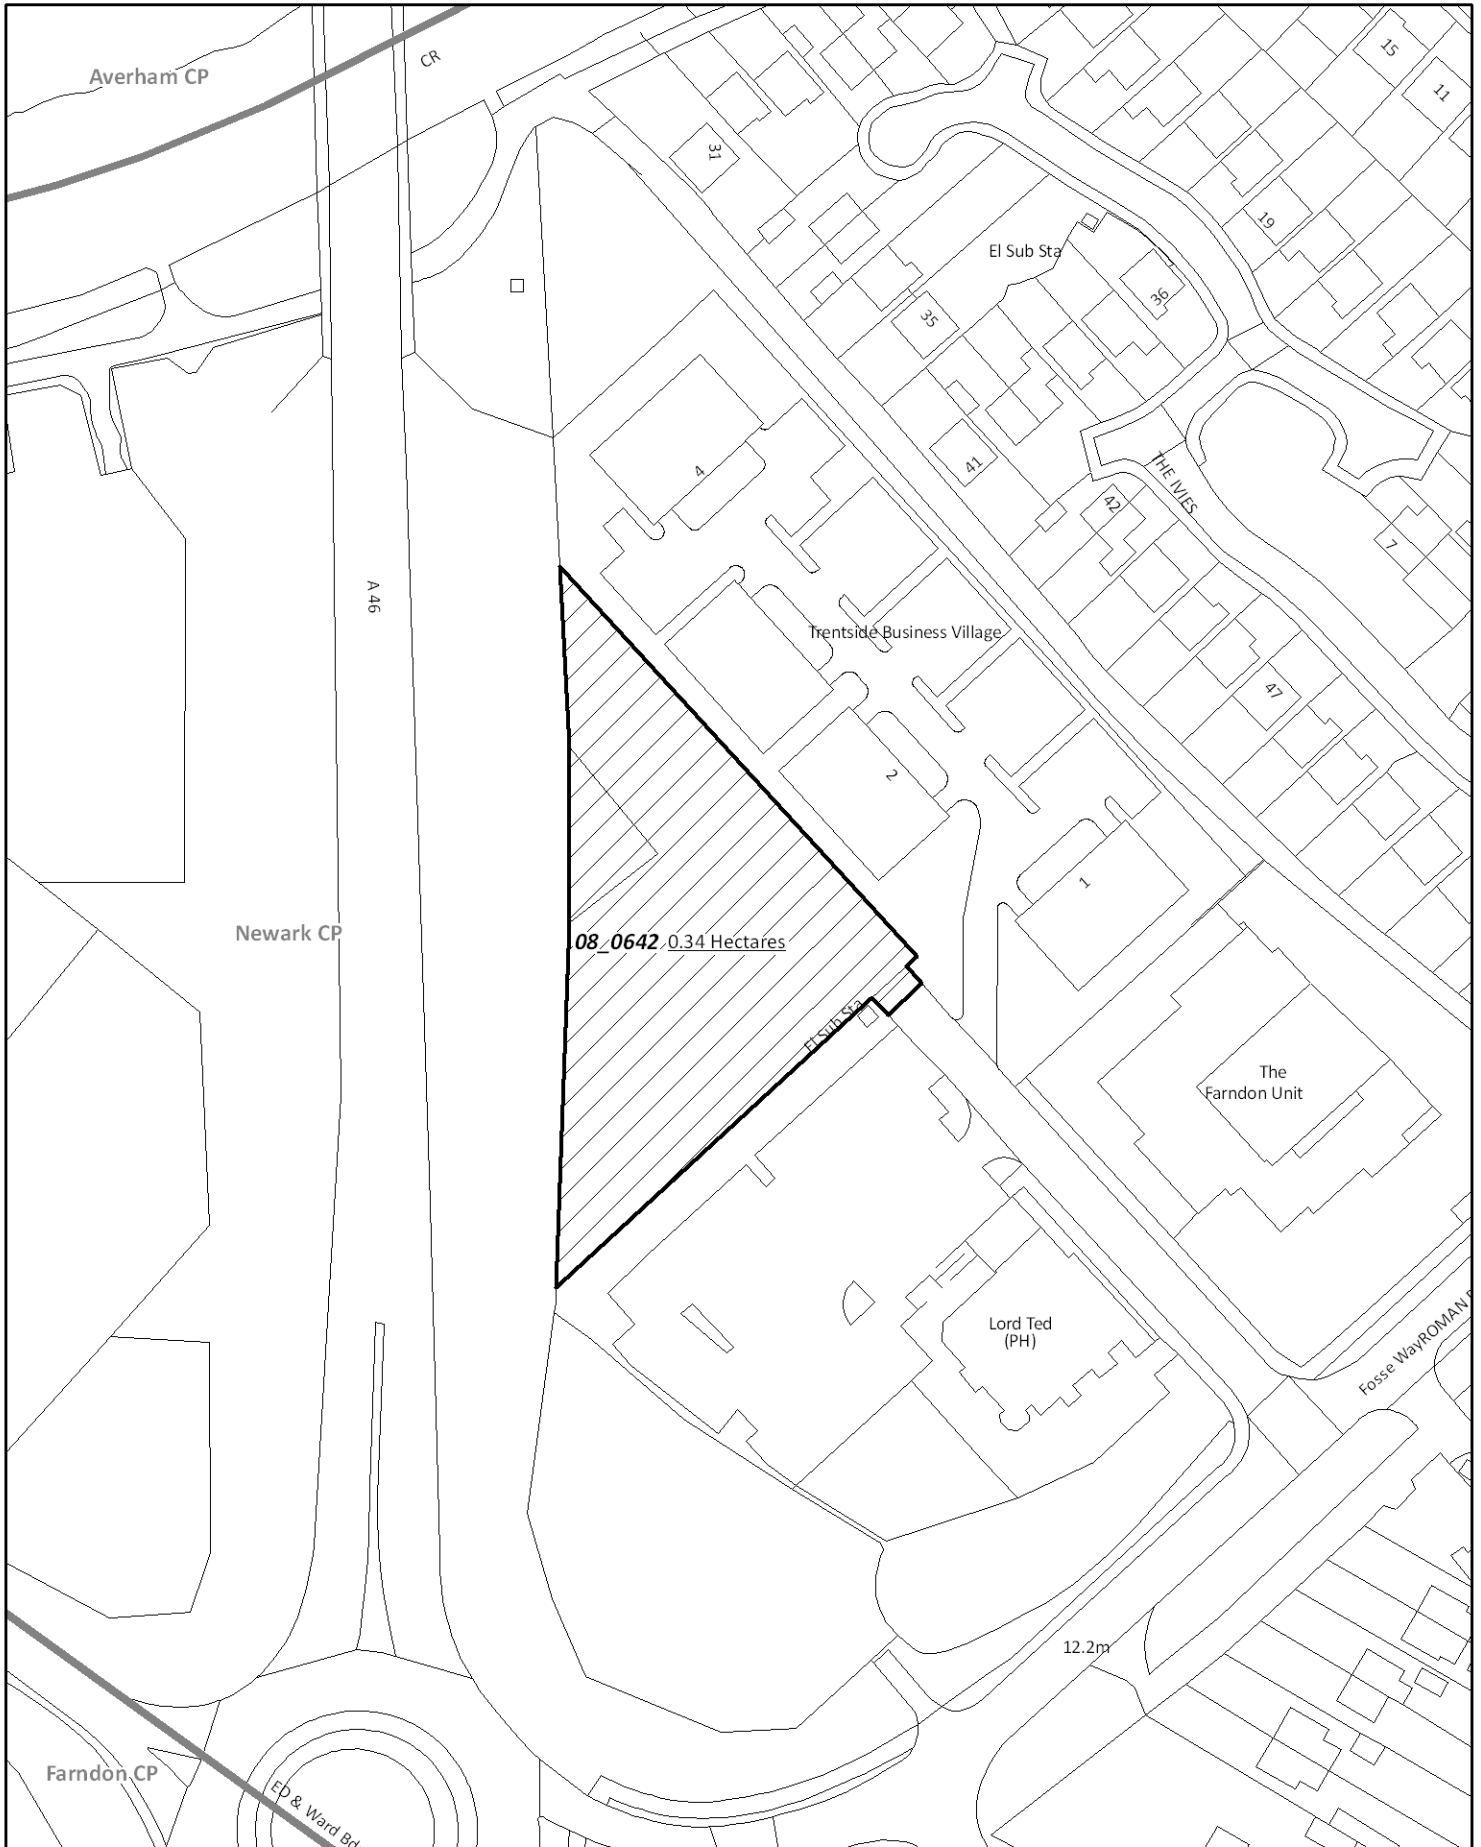 Averham CP
CR
15
11
31
19
El Sub Sta
36
35
41
42
THE IVIES
7
4
A 46
Trentside Business Village
47
2
1
Newark CP
08_0642 0.34 Hectares
El Sub Sta
The
Farndon Unit
Lord Ted
(PH)
Fosse Way ROMAN
12.2m
Farndon CP
ED & Ward Bd